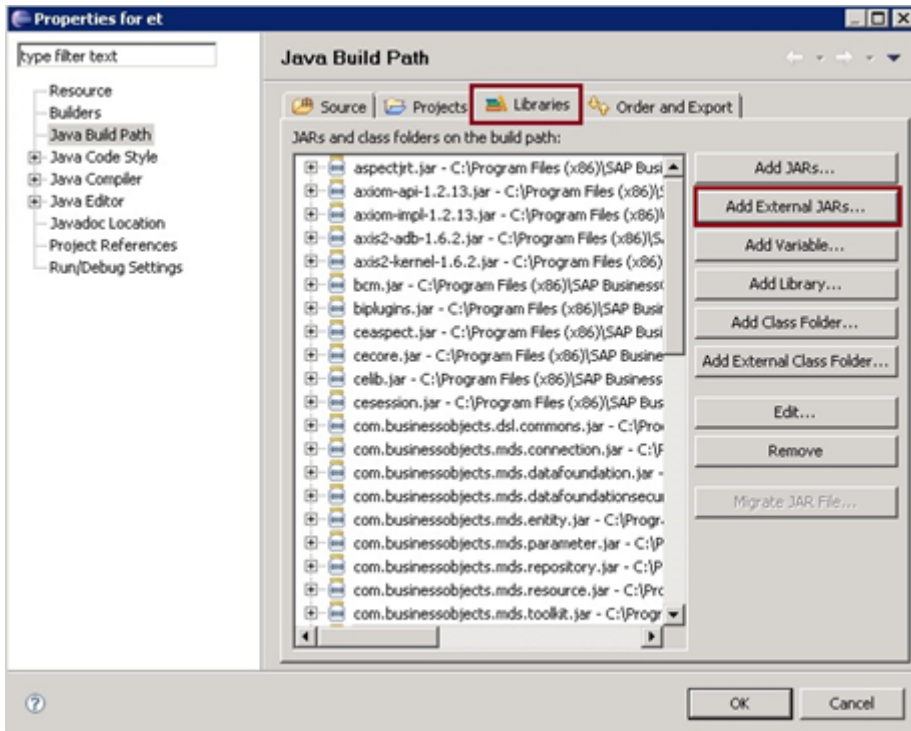 Properties for et
type filter text
Resource
Builders
Java Build Path
Java Code Style
Java Compiler
Java Editor
Javadoc Location
Project References
Run/Debug Settings
Java Build Path
Source
Projects
Libraries
Order and Export
JARs and class folders on the build path:
aspectjrt.jar - C:\Program Files (x86)\SAP Busi
axiom-api-1.2.13.jar - C:\Program Files (x86)\S
axiom-impl-1.2.13.jar - C:\Program Files (x86)\
axis2-adb-1.6.2.jar - C:\Program Files (x86)\S
axis2-kernel-1.6.2.jar - C:\Program Files (x86)
bcm.jar - C:\Program Files (x86)\SAP Business
biplugins.jar - C:\Program Files (x86)\SAP Busin
ceaspect.jar - C:\Program Files (x86)\SAP Busi
cecore.jar - C:\Program Files (x86)\SAP Busine
celib.jar - C:\Program Files (x86)\SAP Business
cesession.jar - C:\Program Files (x86)\SAP Bus
com.businessobjects.dsl.commons.jar - C:\Pro
com.businessobjects.mds.connection.jar - C:\P
com.businessobjects.mds.datafoundation.jar -
com.businessobjects.mds.datafoundationsecu
com.businessobjects.mds.entity.jar - C:\Progr
com.businessobjects.mds.parameter.jar - C:\P
com.businessobjects.mds.repository.jar - C:\P
com.businessobjects.mds.resource.jar - C:\Pro
com.businessobjects.mds.toolkit.jar - C:\Progr
Add JARs...
Add External JARs...
Add Variable...
Add Library...
Add Class Folder...
Add External Class Folder...
Edit...
Remove
Migrate JAR File...
OK
Cancel